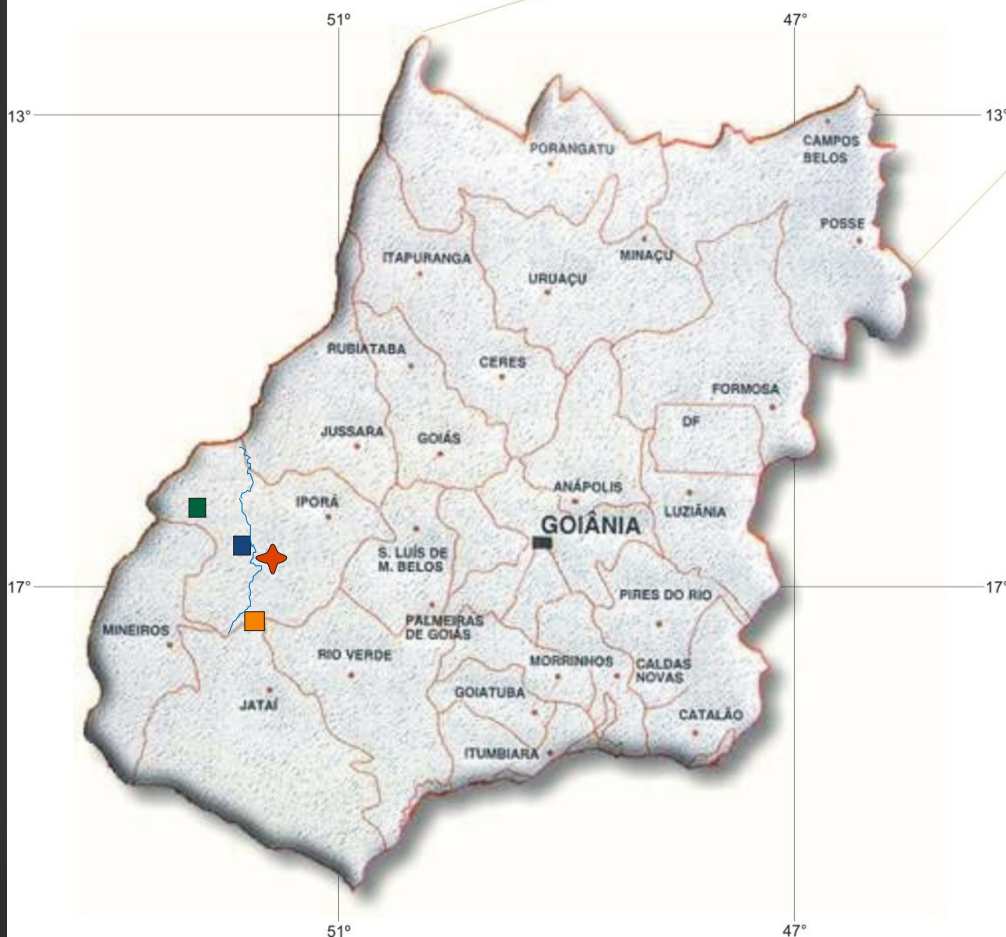 51°
47°
13°
13°
CAMPOS
BELOS
PORANGATU
POSSE
ITAPURANGA
MINAÇU
URUAÇU
RUBIATABA
CERES
FORMOSA
DF
JUSSARA
GOIÁS
ANÁPOLIS
IPORÁ
LUZIÂNIA
GOIÂNIA
S. LUÍS DE
M. BELOS
17°
17°
PIRES DO RIO
PALMEIRAS
DE GOIÁS
MINEIROS
RIO VERDE
MORRINHOS
CALDAS
NOVAS
GOIATUBA
JATAÍ
CATALÃO
ITUMBIARA
51°
47°